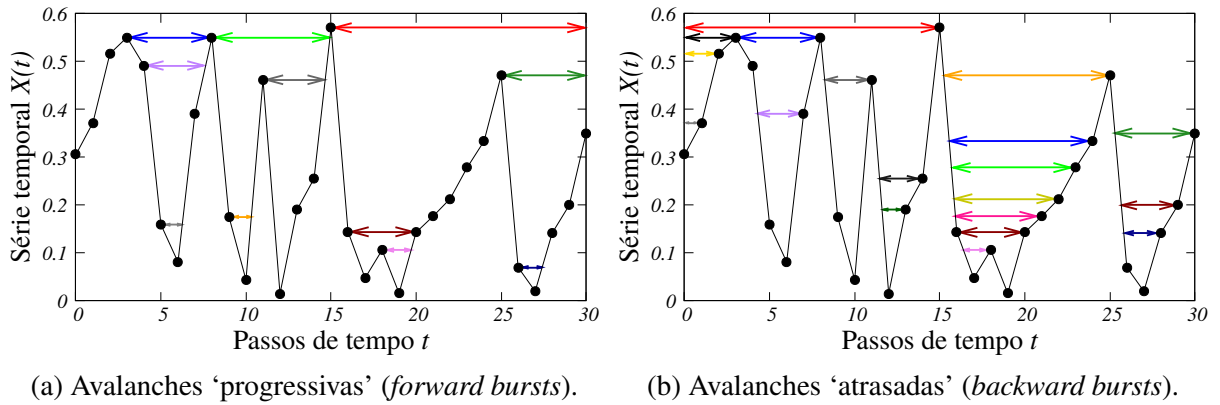 0.6
0.5
0.4
0.3
0.2
0.1
0
Série temporal X(t)
0 5 10 15 20 25 30
Passos de tempo t
(a) Avalanches ‘progressivas’ (forward bursts).
0.6
0.5
0.4
0.3
0.2
0.1
0
Série temporal X(t)
0 5 10 15 20 25 30
Passos de tempo t
(b) Avalanches ‘atrasadas’ (backward bursts).